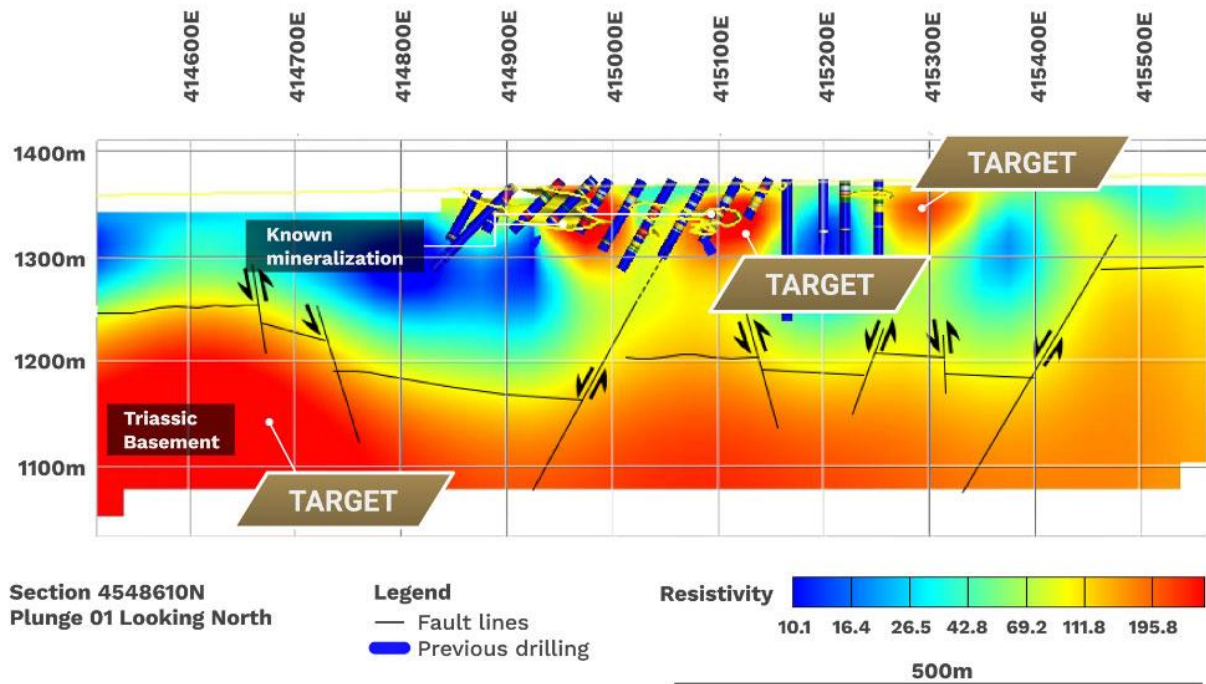 414600E
414700E
414800E
414900E
415000E
415100E
415200E
415300E
415400E
415500E
1400m
TARGET
Known
mineralization
1300m
TARGET
1200m
Triassic
Basement
1100m
TARGET
Section 4548610N
Plunge 01 Looking North
Legend
Fault lines
Previous drilling
Resistivity
10.1 16.4 26.5 42.8 69.2 111.8 195.8
500m